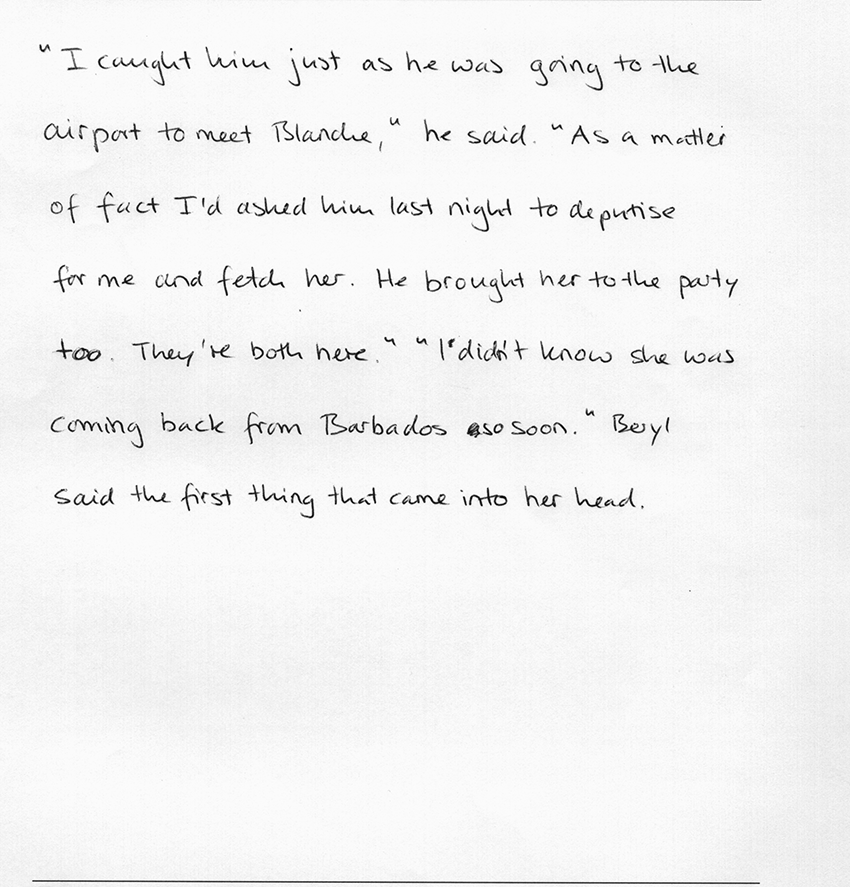 "I caught him just as he was going to the
airport to meet Blanche," he said. "As a matter
of fact I'd asked him last night to deputise
for me and fetch her. He brought her to the party
too. They're both here." "I didn't know she was
coming back from Barbados so soon." Beryl
said the first thing that came into her head.